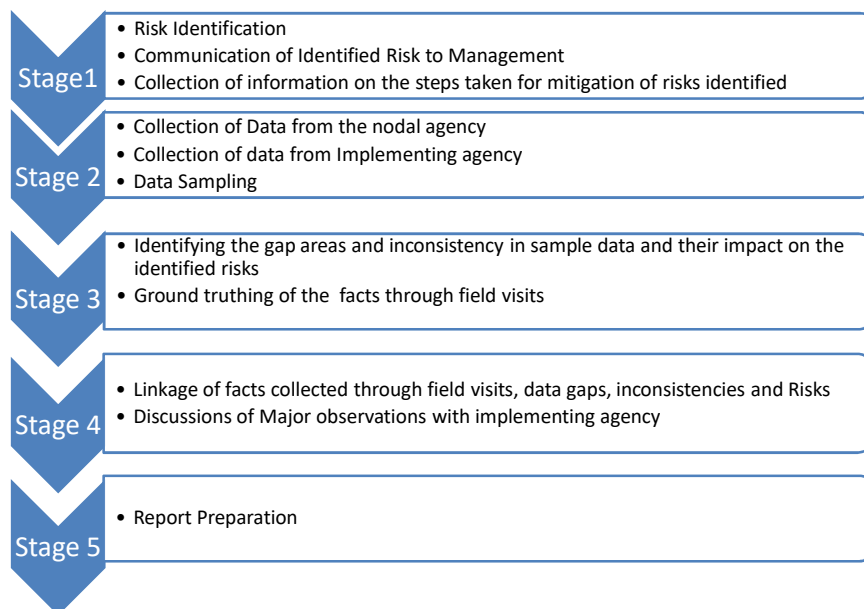 Stage1
• Risk Identification
• Communication of Identified Risk to Management
• Collection of information on the steps taken for mitigation of risks identified
Stage 2
• Collection of Data from the nodal agency
• Collection of data from Implementing agency
• Data Sampling
Stage 3
• Identifying the gap areas and inconsistency in sample data and their impact on the
identified risks
• Ground truthing of the facts through field visits
Stage 4
• Linkage of facts collected through field visits, data gaps, inconsistencies and Risks
• Discussions of Major observations with implementing agency
Stage 5
• Report Preparation